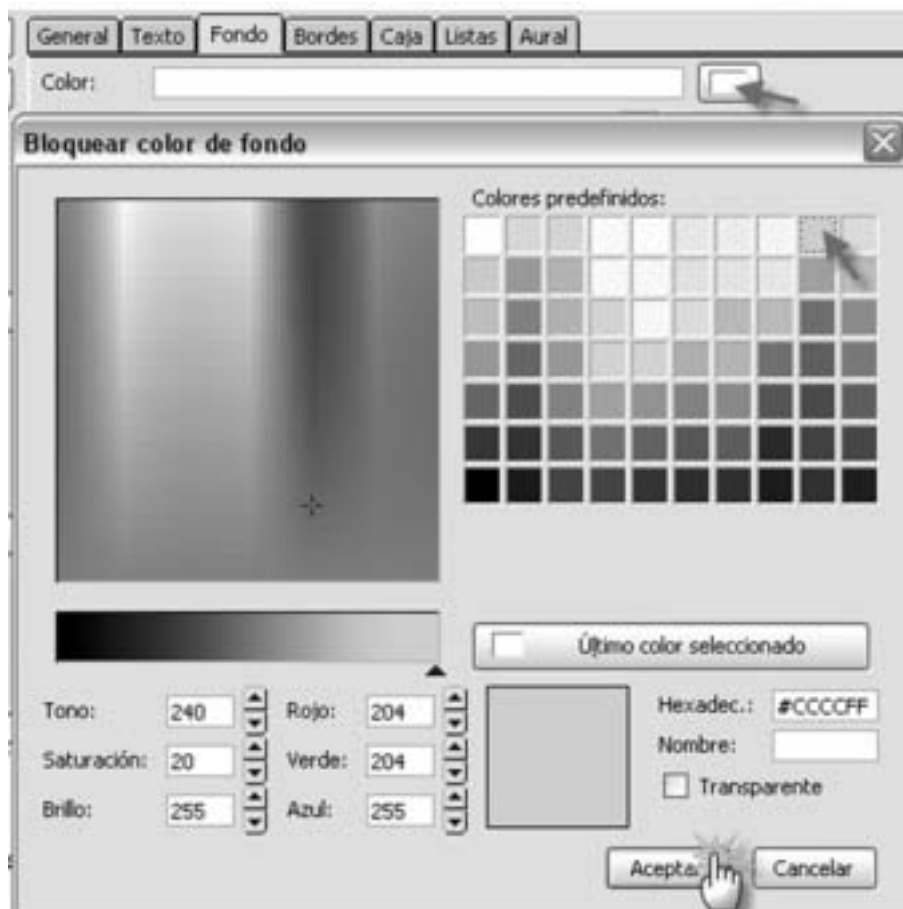 General Texto Fondo Bordes Caja Listas Aural
Color:
Bloquear color de fondo
Colores predefinidos:
Último color seleccionado
Tono: 240 Rojo: 204 Hexadec.: #CCCCFF
Saturación: 20 Verde: 204 Nombre:
Transparente
Brillo: 255 Azul: 255
Cancelar